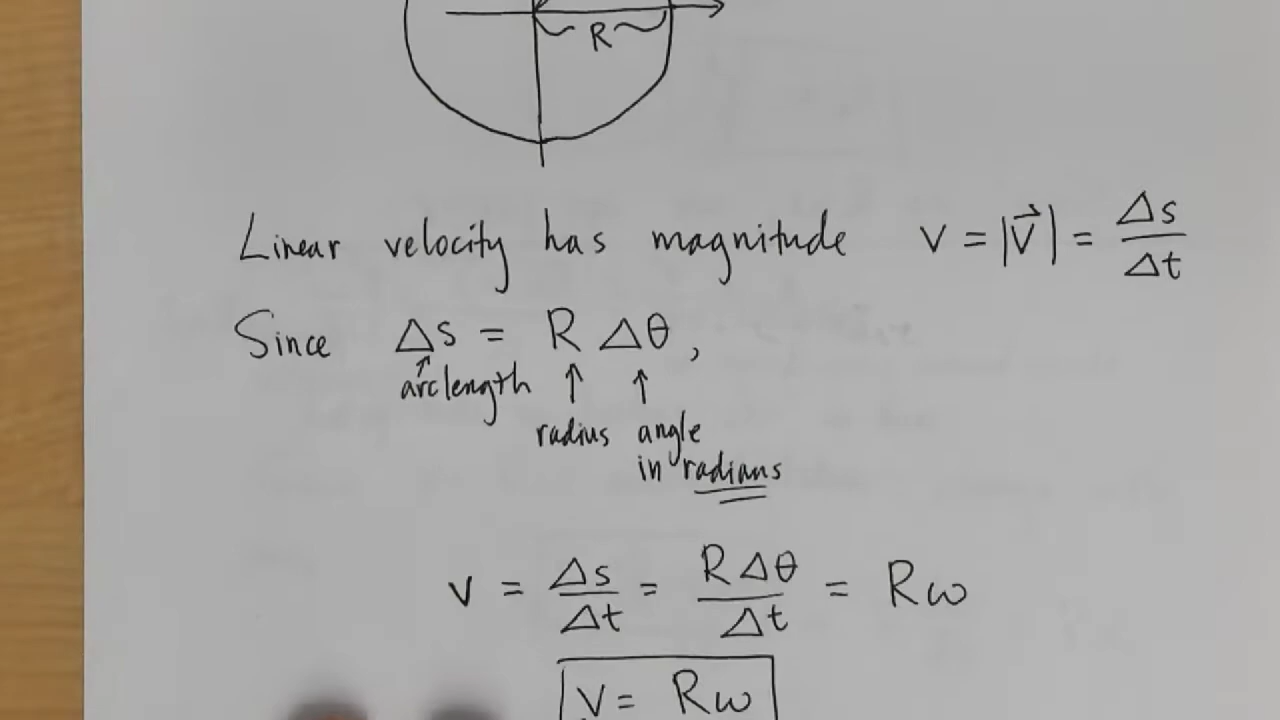 R
Linear velocity has magnitude v = |v⃗| = Δs/Δt
Since Δs = R Δθ,
arclength
radius angle
in radians
v = Δs/Δt = RΔθ/Δt = Rω
v = Rω